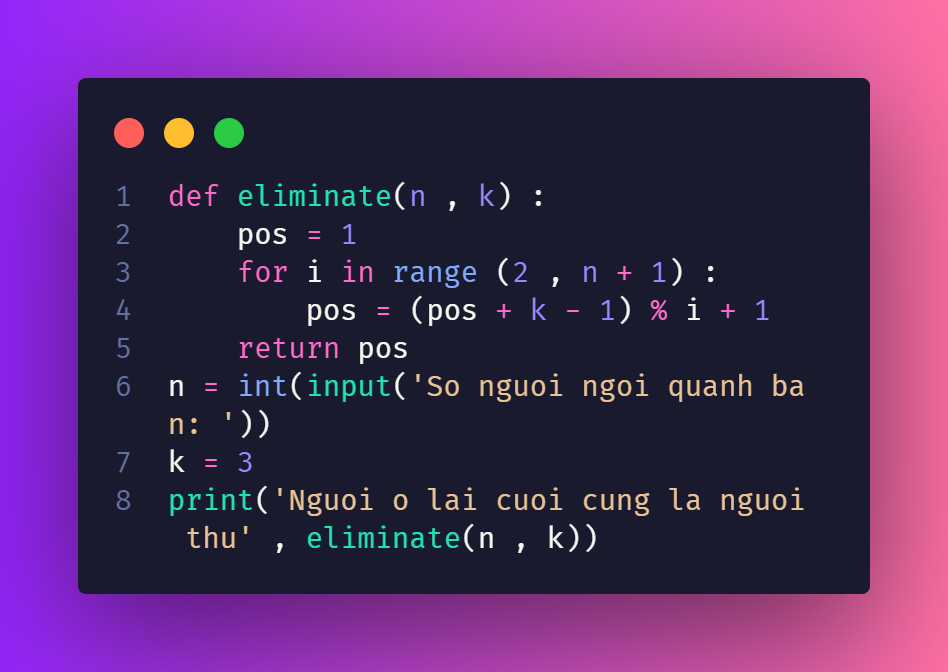 1 def eliminate(n , k) :
2     pos = 1
3     for i in range (2 , n + 1) :
4         pos = (pos + k - 1) % i + 1
5     return pos
6 n = int(input('So nguoi ngoi quanh ba
n: '))
7 k = 3
8 print('Nguoi o lai cuoi cung la nguoi
 thu' , eliminate(n , k))